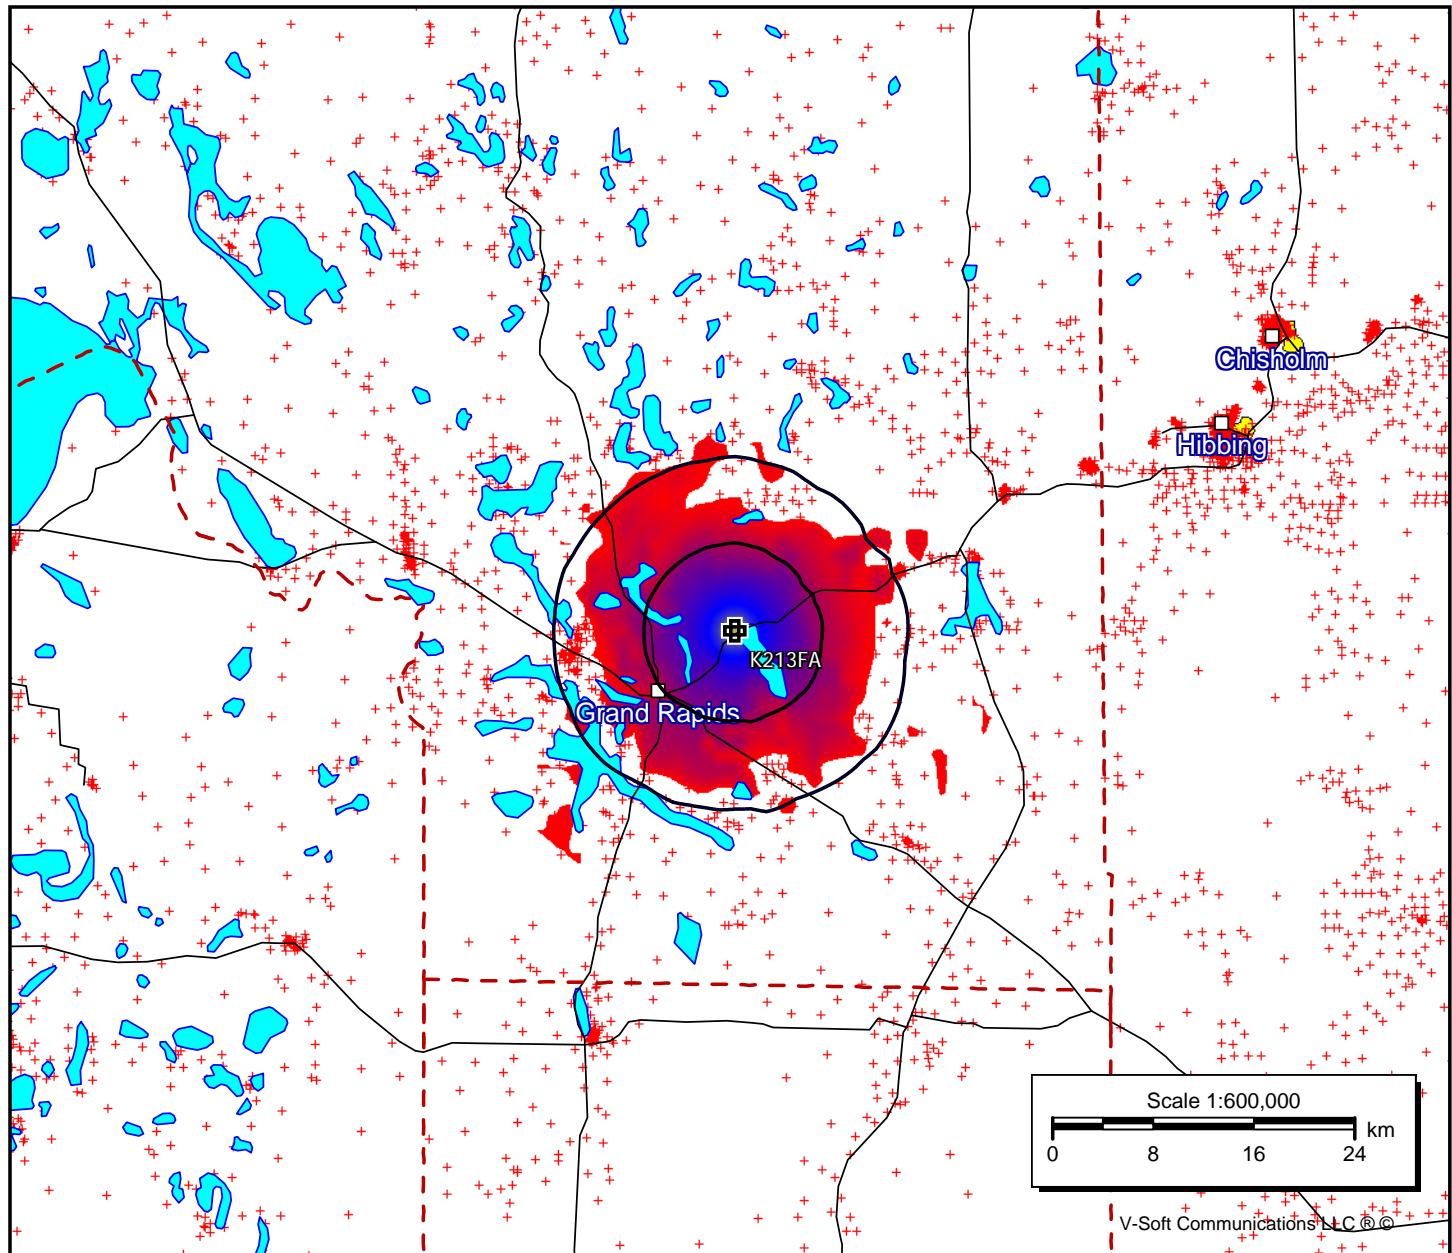 Chisholm
Hibbing
K213FA
Grand Rapids
Scale 1:600,000
km
0 8 16 24
V-Soft Communications LLC ® ©